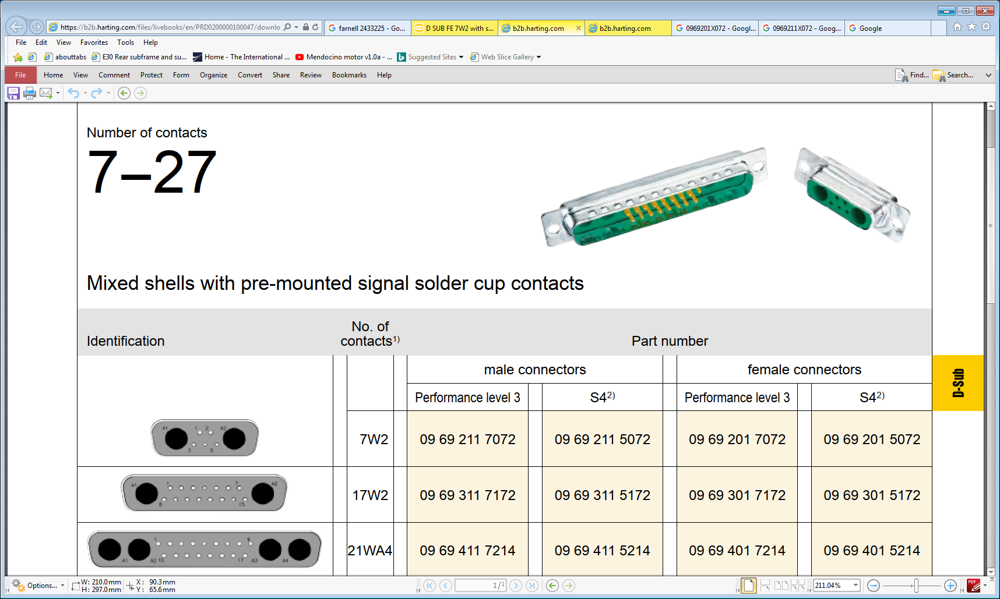 https://b2b.harting.com/files/livebooks/en/PRD0200000100047/downlo
farnell 2433225 - Go...
D SUB FE 7W2 with s...
b2b.harting.com
b2b.harting.com
0969201X072 - Googl...
0969211X072 - Goog...
Google
File Edit View Favorites Tools Help
abouttabs
E30 Rear subframe and su...
Home - The International ...
Mendocino motor v1.0a - ...
Suggested Sites
Web Slice Gallery
File Home View Comment Protect Form Organize Convert Share Review Bookmarks Help
Find...
Search...
Number of contacts
7–27
Mixed shells with pre-mounted signal solder cup contacts
Identification
No. of
contacts1)
Part number
male connectors
female connectors
Performance level 3
S42)
Performance level 3
S42)
D-Sub
A1 1 2 A2
3 5
7W2
09 69 211 7072
09 69 211 5072
09 69 201 7072
09 69 201 5072
A1 1 7 A2
8 15
17W2
09 69 311 7172
09 69 311 5172
09 69 301 7172
09 69 301 5172
1 9
A1 A2 10 17 A3 A4
21WA4
09 69 411 7214
09 69 411 5214
09 69 401 7214
09 69 401 5214
Options...
W: 210.0mm
H: 297.0mm
X: 90.3mm
Y: 65.6mm
1/1
211.04%
PDF